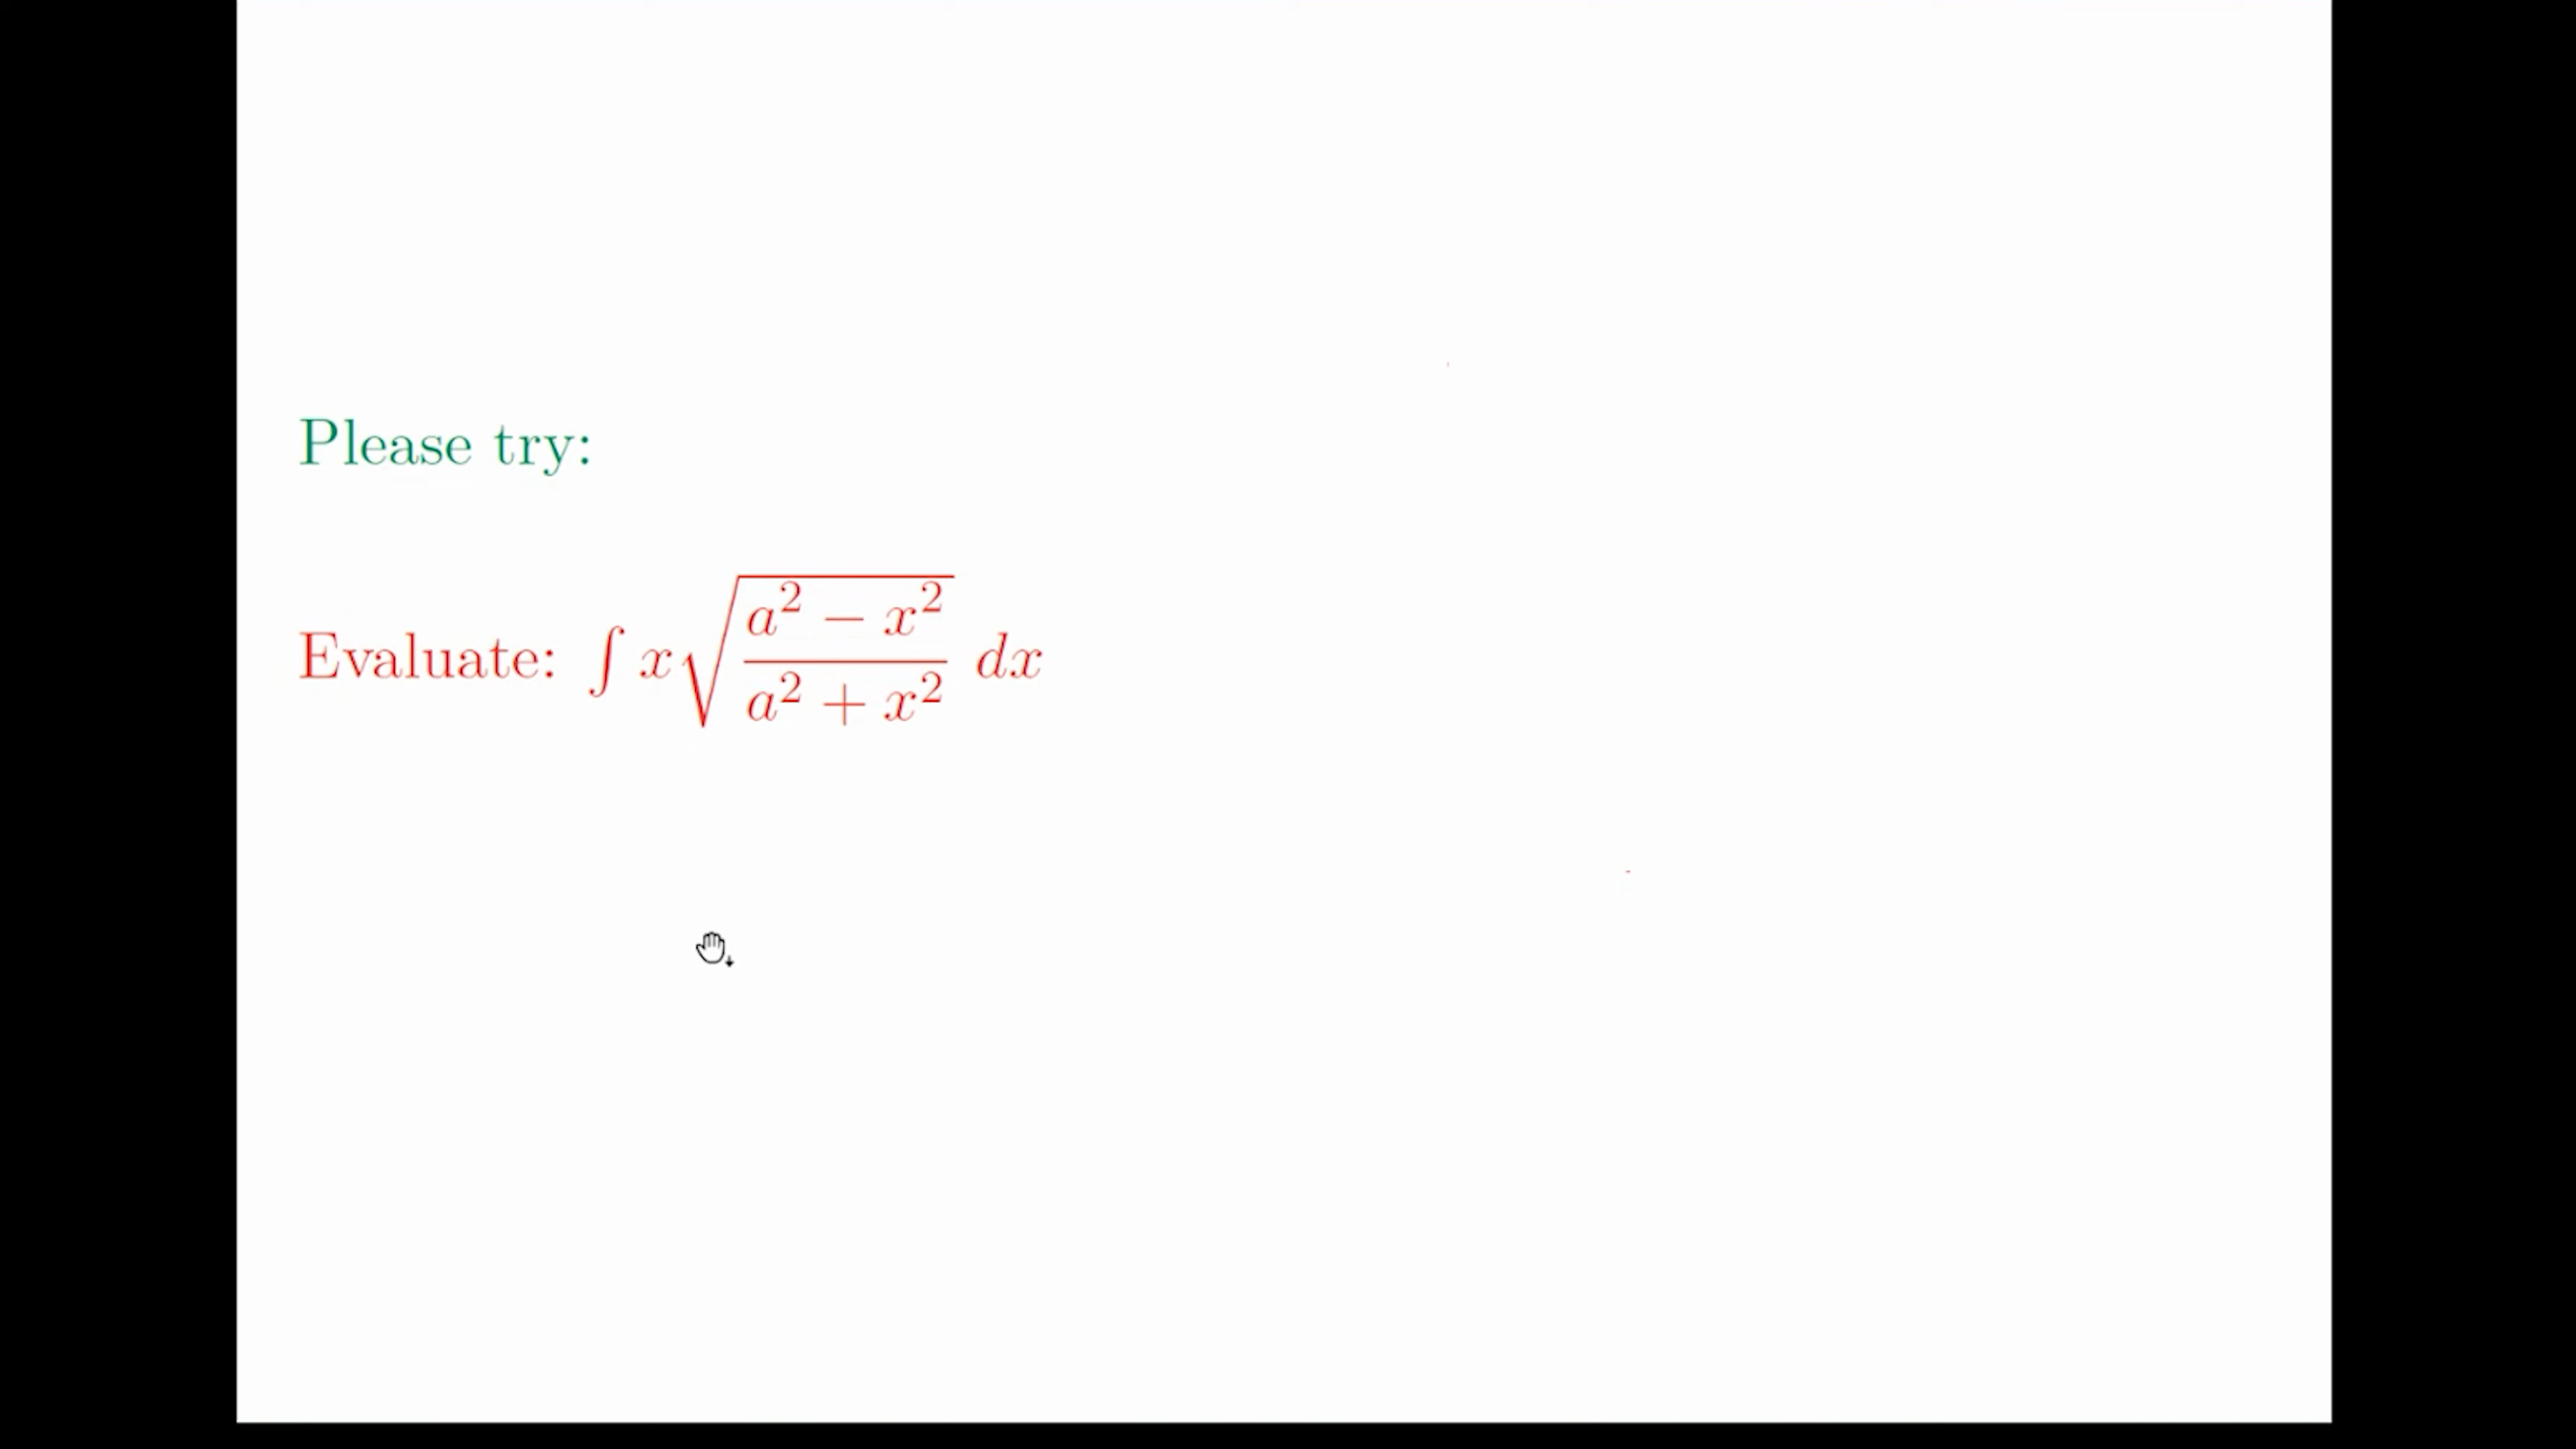 Please try:
Evaluate: ∫ x√((a² − x²)/(a² + x²)) dx